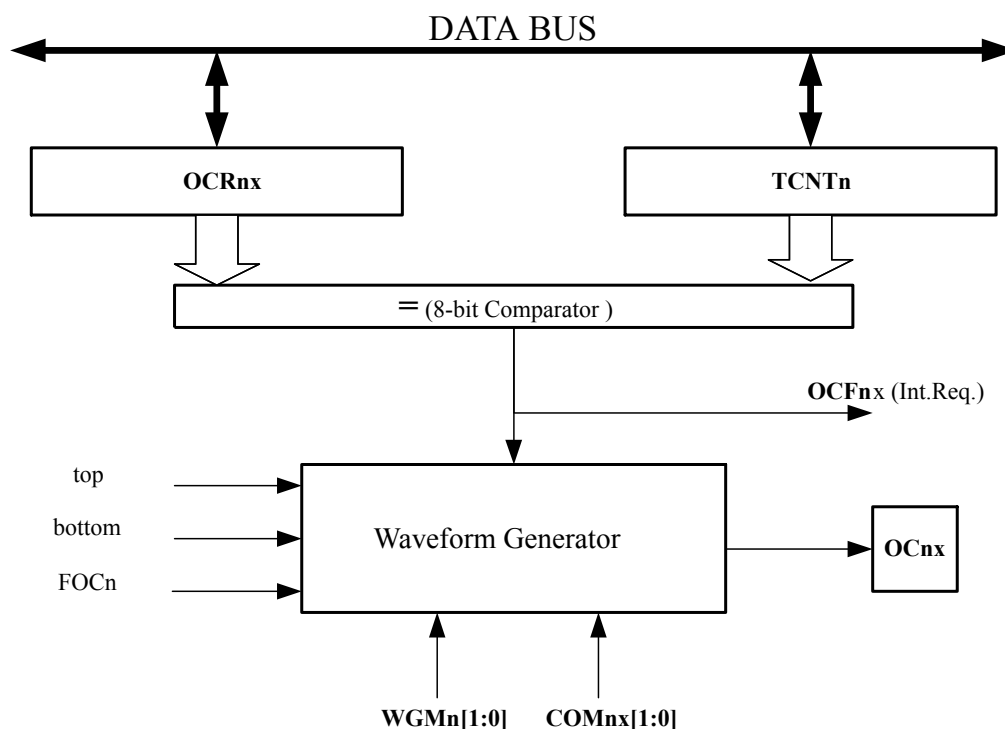 DATA BUS
OCRnx
TCNTn
= (8-bit Comparator )
OCFnx (Int.Req.)
top
bottom
FOCn
Waveform Generator
OCnx
WGMn[1:0]
COMnx[1:0]